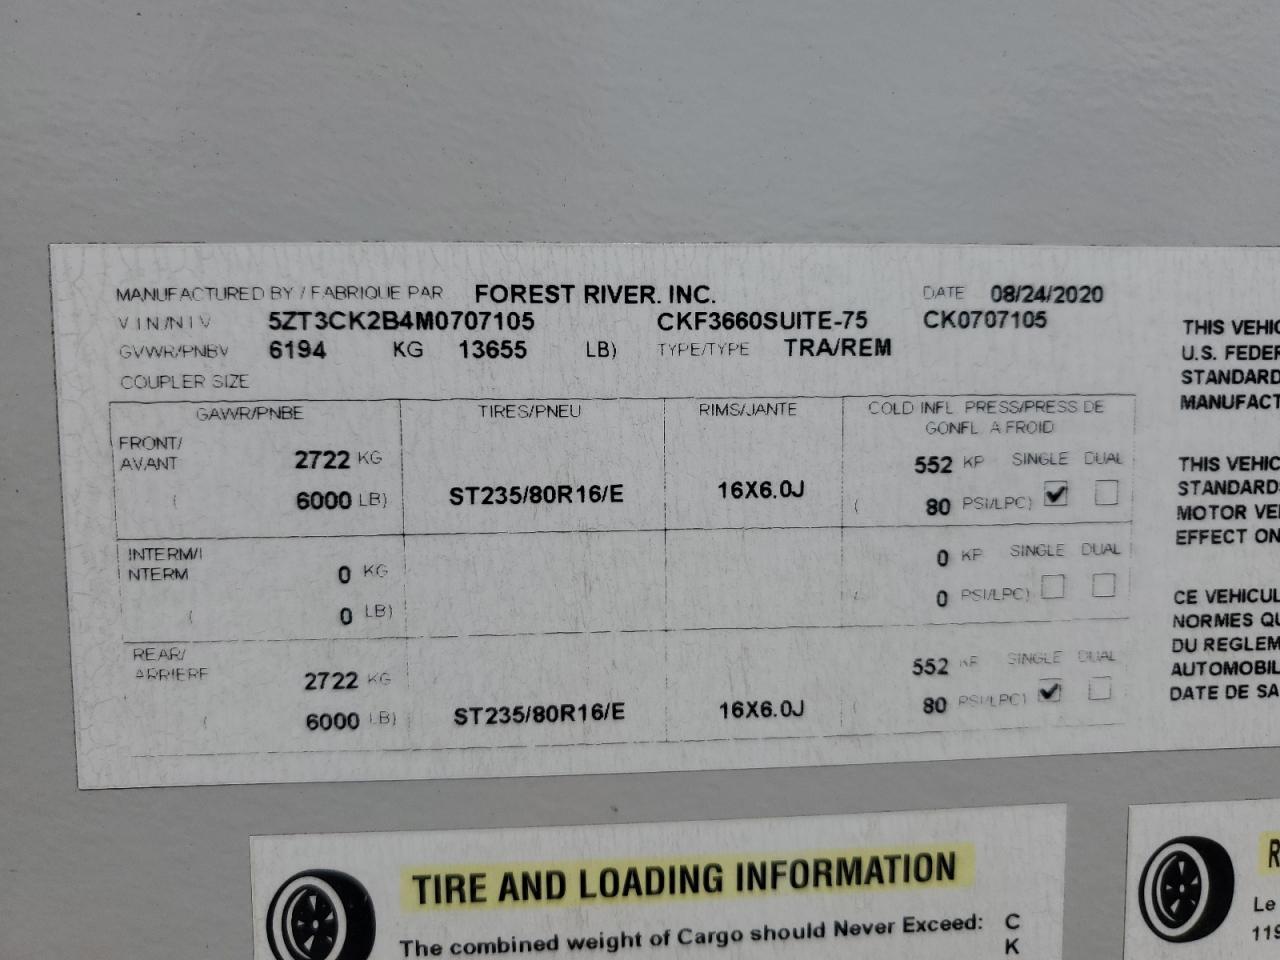 MANUFACTURED BY / FABRIQUE PAR FOREST RIVER. INC. DATE 08/24/2020
VIN/NIV 5ZT3CK2B4M0707105 CKF3660SUITE-75 CK0707105
GVWR/PNBV 6194 KG 13655 LB) TYPE/TYPE TRA/REM
COUPLER SIZE
GAWR/PNBE TIRES/PNEU RIMS/JANTE COLD INFL PRESS/PRESS DE
GONFL A FROID
FRONT/
AVANT 2722 KG 552 KP SINGLE DUAL
( 6000 LB) ST235/80R16/E 16X6.0J ( 80 PSI/LPC)
INTERM/I
NTERM 0 KG 0 KP SINGLE DUAL
( 0 LB) 0 PSI/LPC)
REAR/
ARRIERE 2722 KG 552 KP SINGLE DUAL
( 6000 LB) ST235/80R16/E 16X6.0J ( 80 PSI/LPC)
THIS VEHIC
U.S. FEDER
STANDARD
MANUFACT
THIS VEHIC
STANDARDS
MOTOR VEH
EFFECT ON
CE VEHICUL
NORMES QU
DU REGLEM
AUTOMOBIL
DATE DE SA
TIRE AND LOADING INFORMATION
The combined weight of Cargo should Never Exceed: C
K
R
Le
119